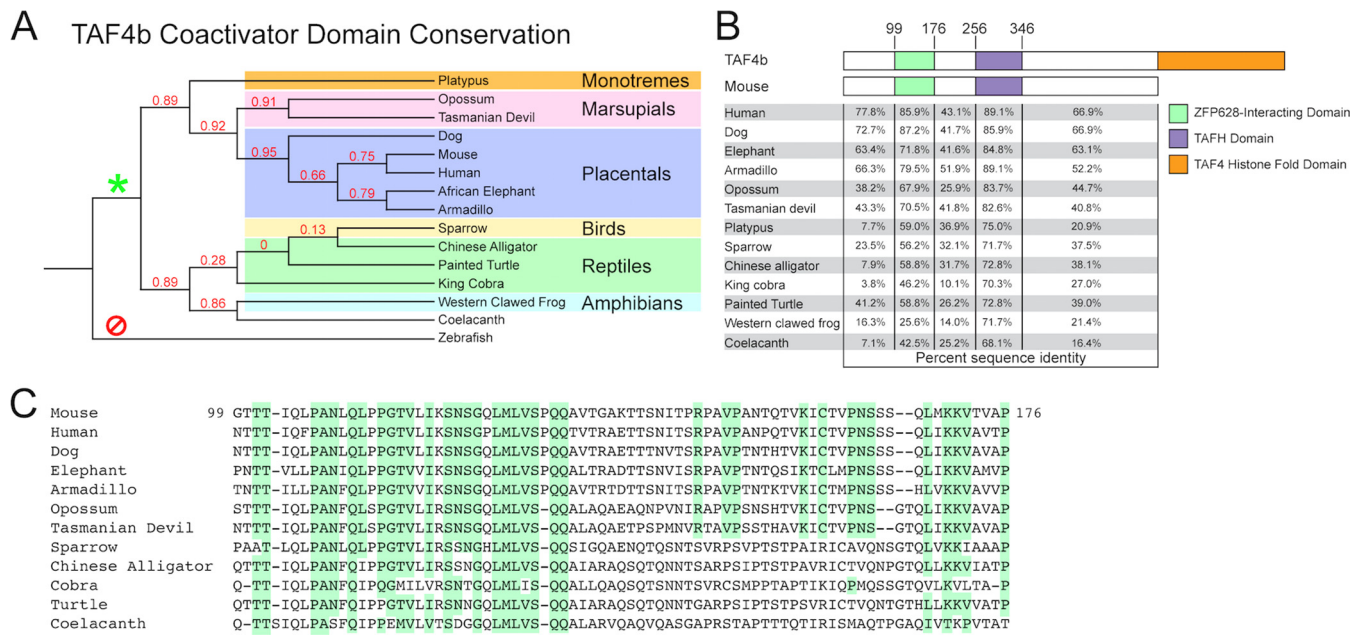 A TAF4b Coactivator Domain Conservation
Platypus Monotremes
0.89
0.91 Opossum Marsupials
Tasmanian Devil
0.92
Dog
0.95
0.75 Mouse
0.66 Human Placentals
0.79 African Elephant
Armadillo
*
0.13 Sparrow Birds
0 Chinese Alligator
0.28 Painted Turtle Reptiles
0.89 King Cobra
0.86 Western Clawed Frog Amphibians
Coelacanth
Zebrafish
B
99 176 256 346
TAF4b
Mouse
Human 77.8% 85.9% 43.1% 89.1% 66.9%
Dog 72.7% 87.2% 41.7% 85.9% 66.9%
Elephant 63.4% 71.8% 41.6% 84.8% 63.1%
Armadillo 66.3% 79.5% 51.9% 89.1% 52.2%
Opossum 38.2% 67.9% 25.9% 83.7% 44.7%
Tasmanian devil 43.3% 70.5% 41.8% 82.6% 40.8%
Platypus 7.7% 59.0% 36.9% 75.0% 20.9%
Sparrow 23.5% 56.2% 32.1% 71.7% 37.5%
Chinese alligator 7.9% 58.8% 31.7% 72.8% 38.1%
King cobra 3.8% 46.2% 10.1% 70.3% 27.0%
Painted Turtle 41.2% 58.8% 26.2% 72.8% 39.0%
Western clawed frog 16.3% 25.6% 14.0% 71.7% 21.4%
Coelacanth 7.1% 42.5% 25.2% 68.1% 16.4%
Percent sequence identity
ZFP628-Interacting Domain
TAFH Domain
TAF4 Histone Fold Domain
C
Mouse 99 GTTT-IQLPANLQLPPGTVLIKSNSGQLMLVSPQQAVTGAKTTSNITPRPAVPANTQTVKICTVPNSSS--QLMKKVTVAP 176
Human NTTT-IQFPANLQLPPGTVLIKSNSGQLMLVSPQQTVTRAETTSNITSRPAVPANPQTVKICTVPNSSS--QLIKKVAVTP
Dog NTTT-IQLPANLQLPPGTVLIKSNSGQLMLVSPQQAVTRAETTTNVTSRPAVPTNTHTVKICTVPNSSS--QLIKKVAVAP
Elephant PNTT-VLLPANIQLPPGTVVIKSNSGQLMLVSPQQALTRADTTSNVISRPAVPTNTQSIKTCLMPNSSS--QLIKKVAMVP
Armadillo TNTT-ILLPANFQLPPGTVLIKSNSGQLMLVSPQQAVTRTDTTSNITSRPAVPTNTKTVKICTMPNSSS--HLVKKVAVVP
Opossum STTT-IQLPANFQLPPGTVLIKSNSGQLMLVS-QQALAQAEAQNPVNIRPAVPSNSHTVKICTVPNS--GTQLIKKVAVAP
Tasmanian Devil NTTT-IQLPANFQLSPGTVLIKSNSGQLMLVS-QQALAQAETPSPMNVRTAVPSSTHAVKICTVPNS--GTQLIKKVAVAP
Sparrow PAAT-LQLPANLQLPPGTVLIRSSNGHLMLVS-QQSIGQAENQTQSNTSVRPSVPTSTPAIRICAVQNSGTQLVKKIAAAP
Chinese Alligator QTTT-IQLPANFQIPPGTVLIRSSNGQLMLVS-QQAIARAQSQTQSNTSARPSIPTSTPTVRICTVQNPGTQLLKKVIATP
Cobra Q-TT-IQLPANFQIPQGMILVRSNTGQLMLIS-QQALLQAQSQTSNNTSVRCSMPPTAPTIKIQPMQSSGTQVLKVLTA-P
Turtle QTTT-IQLPANFQIPPGTVLIRSNNGQLMLVS-QQAIARAQSQTQNNTGARPSIPTSTPSVRICTVQNTGTHLLKKVVATP
Coelacanth Q-TTSIQLPASFQIPPEMVLVTSDGGQLMLVS-QQALARVQAQVQASNTGARPSTAPTTTQTIRISMAQTPGAQIVTKPVTAT